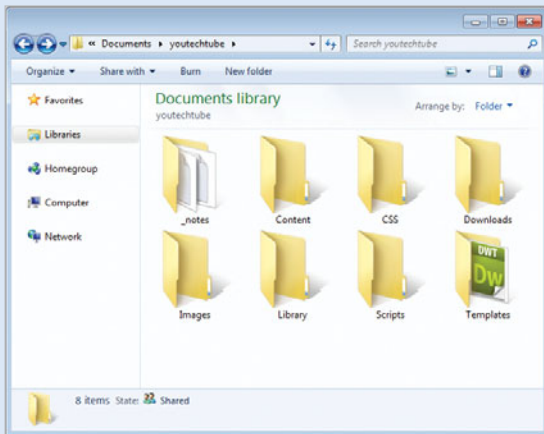 « Documents ▸ youtechtube ▸
Search youtechtube
Organize ▾ Share with ▾ Burn New folder
Favorites
Libraries
Homegroup
Computer
Network
Documents library
youtechtube
Arrange by: Folder ▾
_notes Content CSS Downloads
DWT
Dw
Images Library Scripts Templates
8 items State: Shared